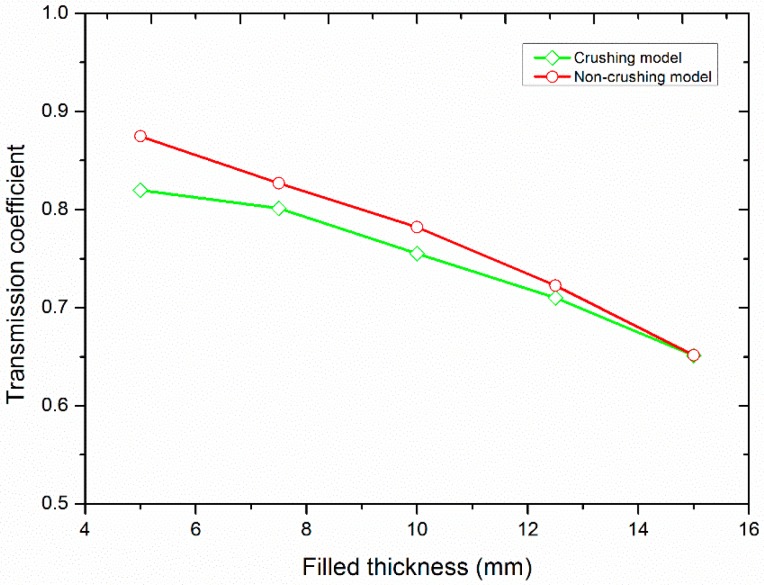 1.0
0.9
0.8
0.7
0.6
0.5
4 6 8 10 12 14 16
Transmission coefficient
Filled thickness (mm)
Crushing model
Non-crushing model